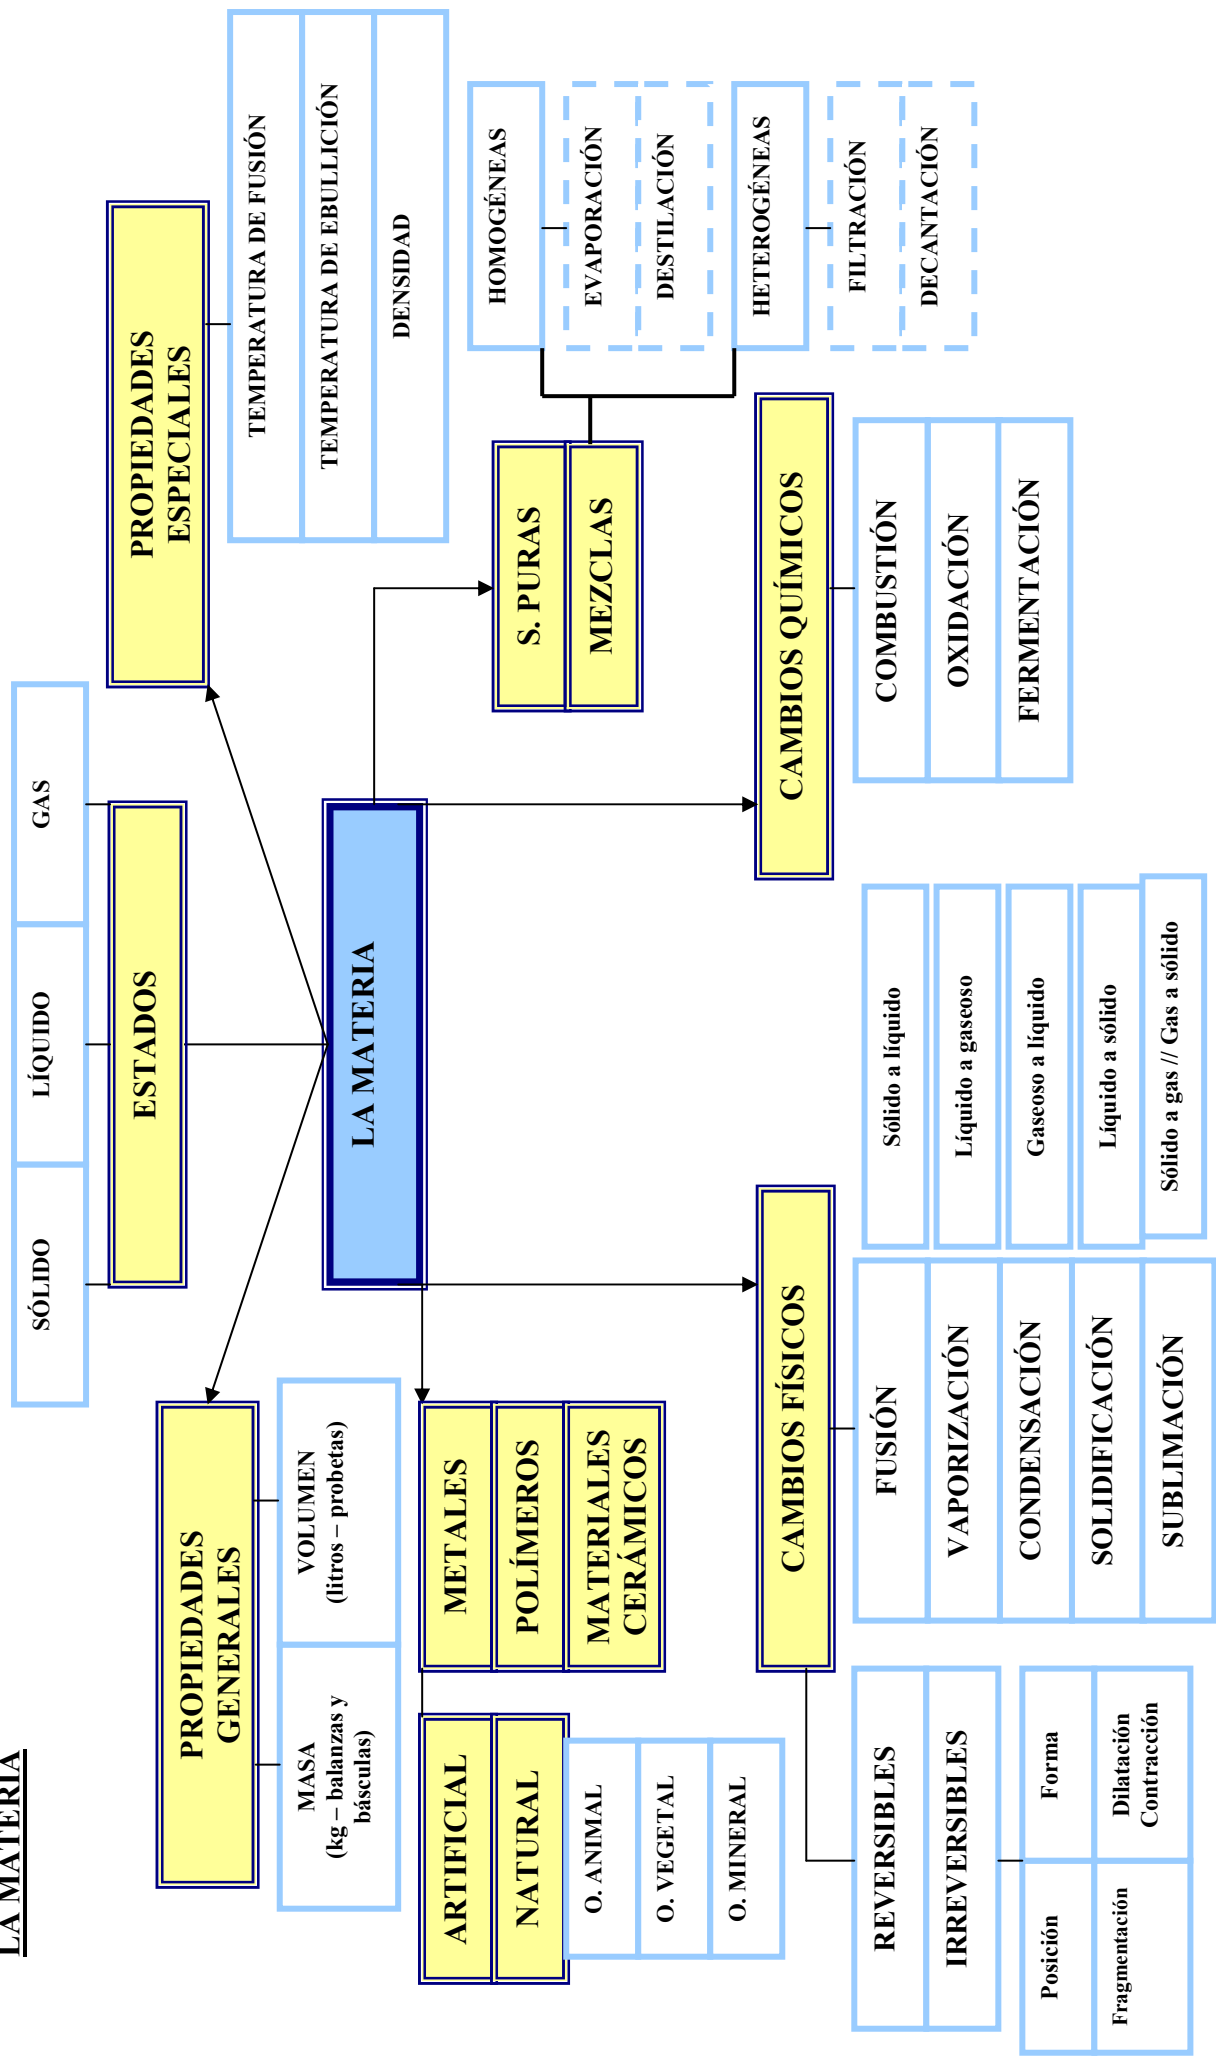 LA MATERIA
SÓLIDO
LÍQUIDO
GAS
ESTADOS
PROPIEDADES
GENERALES
MASA
(kg – balanzas y
básculas)
VOLUMEN
(litros – probetas)
PROPIEDADES
ESPECIALES
TEMPERATURA DE FUSIÓN
TEMPERATURA DE EBULLICIÓN
DENSIDAD
LA MATERIA
ARTIFICIAL
NATURAL
O. ANIMAL
O. VEGETAL
O. MINERAL
METALES
POLÍMEROS
MATERIALES
CERÁMICOS
S. PURAS
MEZCLAS
HOMOGÉNEAS
EVAPORACIÓN
DESTILACIÓN
HETEROGÉNEAS
FILTRACIÓN
DECANTACIÓN
CAMBIOS FÍSICOS
REVERSIBLES
IRREVERSIBLES
Posición
Forma
Fragmentación
Dilatación
Contracción
FUSIÓN
Sólido a líquido
VAPORIZACIÓN
Líquido a gaseoso
CONDENSACIÓN
Gaseoso a líquido
SOLIDIFICACIÓN
Líquido a sólido
SUBLIMACIÓN
Sólido a gas // Gas a sólido
CAMBIOS QUÍMICOS
COMBUSTIÓN
OXIDACIÓN
FERMENTACIÓN